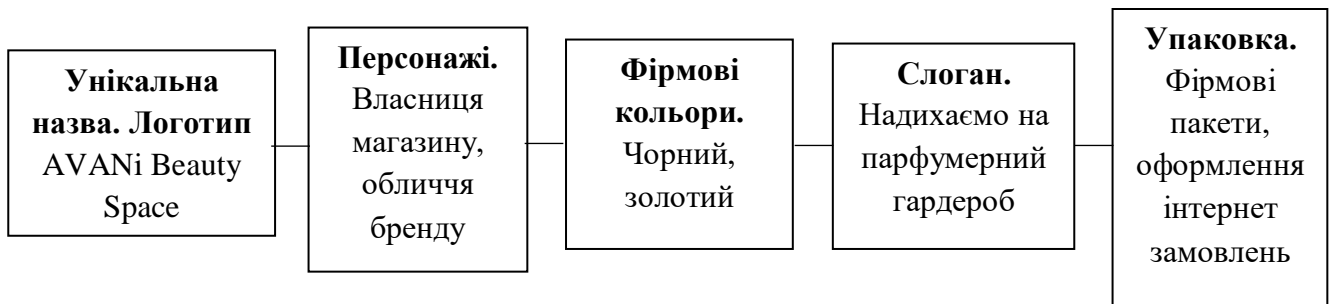 Унікальна
назва. Логотип
AVANi Beauty
Space
Персонажі.
Власниця
магазину,
обличчя
бренду
Фірмові
кольори.
Чорний,
золотий
Слоган.
Надихаємо на
парфумерний
гардероб
Упаковка.
Фірмові
пакети,
оформлення
інтернет
замовлень